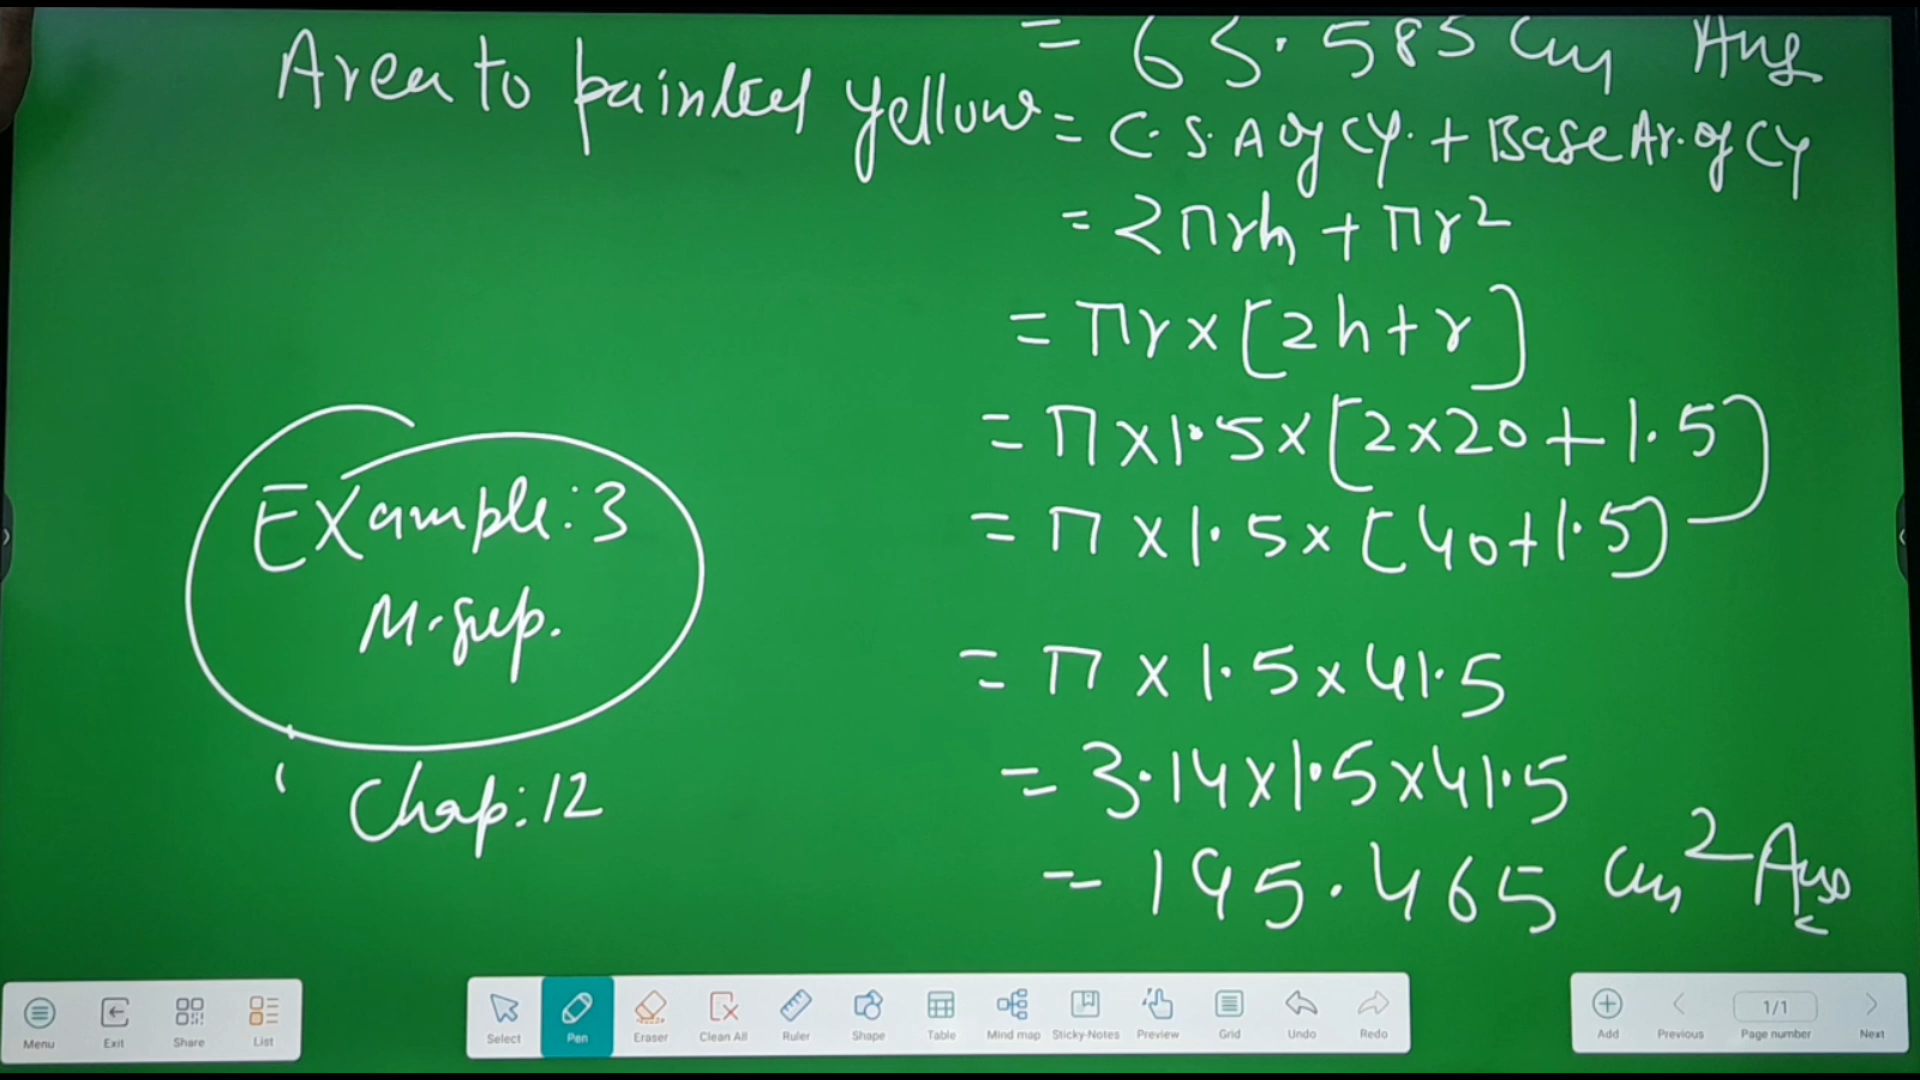 = 63.585 cm Ans
Area to painted yellow = C.S.A of Cy. + Base Ar. of Cy
= 2πrh + πr²
= πr × [2h + r]
= π × 1.5 × [2 × 20 + 1.5]
= π × 1.5 × [40 + 1.5]
= π × 1.5 × 41.5
= 3.14 × 1.5 × 41.5
= 195.465 cm² Ans
Example: 3
Chap: 12
Menu Exit Share List
Select Pen Eraser Clean All Ruler Shape Table Mind map Sticky-Notes Preview Grid Undo Redo
1/1
Add Previous Page number Next